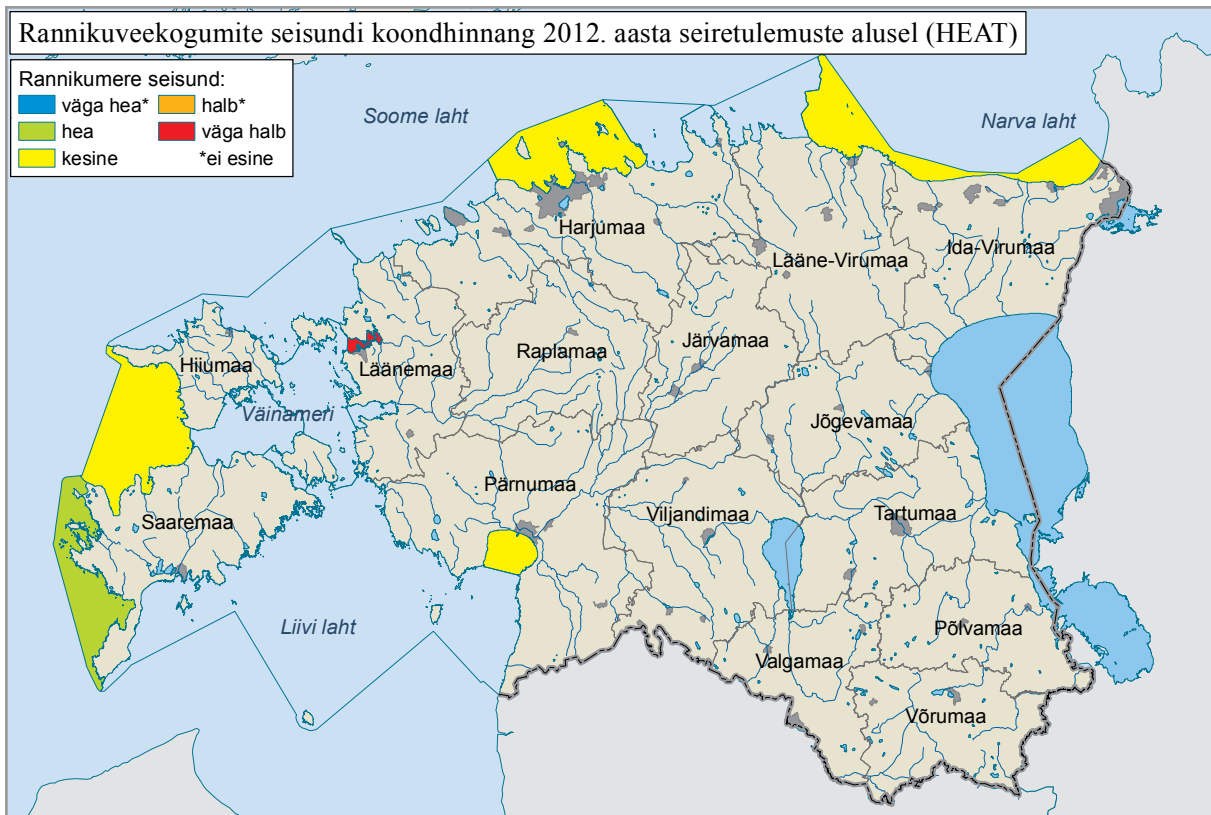 Rannikuveekogumite seisundi koondhinnang 2012. aasta seiretulemuste alusel (HEAT)
Rannikumere seisund:
väga hea* halb*
hea väga halb
kesine *ei esine
Soome laht
Narva laht
Harjumaa
Lääne-Virumaa
Ida-Virumaa
Hiiumaa
Läänemaa
Raplamaa
Järvamaa
Väinameri
Jõgevamaa
Saaremaa
Pärnumaa
Viljandimaa
Tartumaa
Liivi laht
Põlvamaa
Valgamaa
Võrumaa